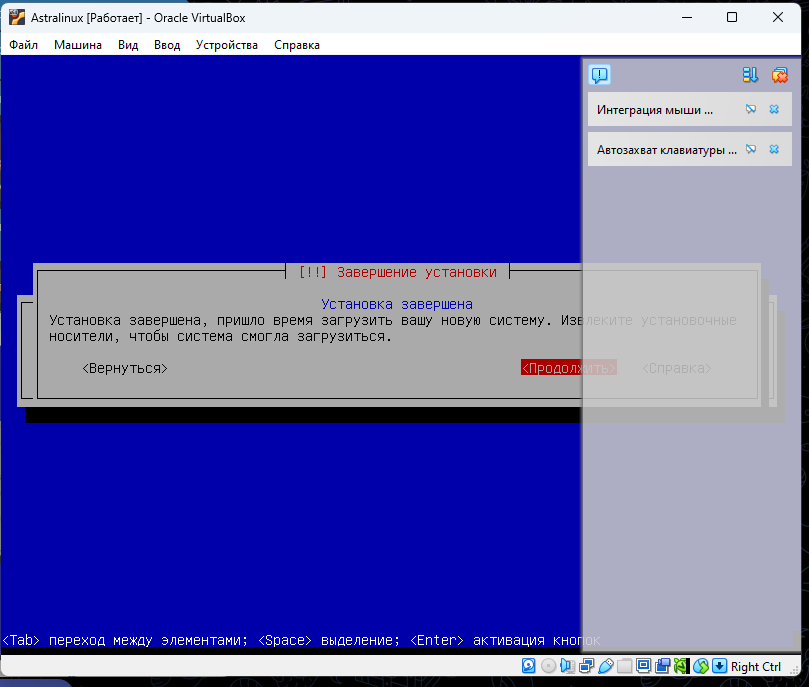 Astralinux [Работает] - Oracle VirtualBox
Файл Машина Вид Ввод Устройства Справка
Интеграция мыши ...
Автозахват клавиатуры ...
[!!] Завершение установки
Установка завершена
Установка завершена, пришло время загрузить вашу новую систему. Извлеките установочные
носители, чтобы система смогла загрузиться.
<Вернуться> <Продолжить> <Справка>
<Tab> переход между элементами; <Space> выделение; <Enter> активация кнопок
Right Ctrl